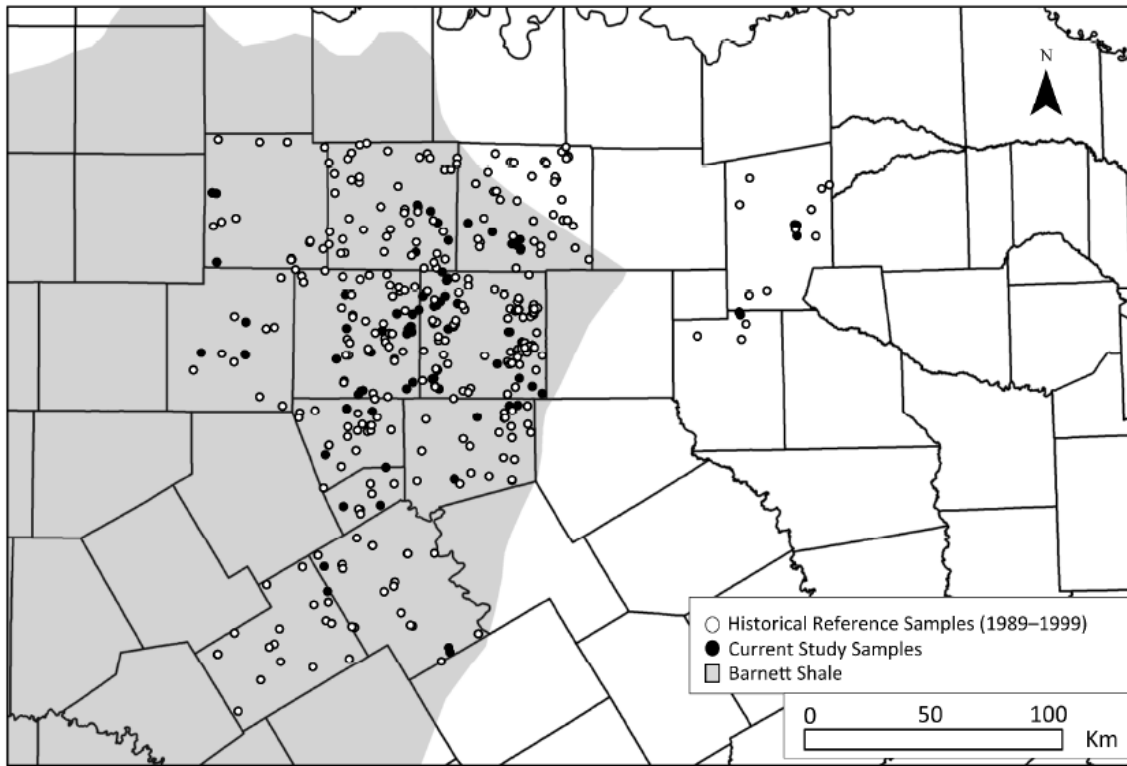 N
Historical Reference Samples (1989–1999)
Current Study Samples
Barnett Shale
0 50 100
Km